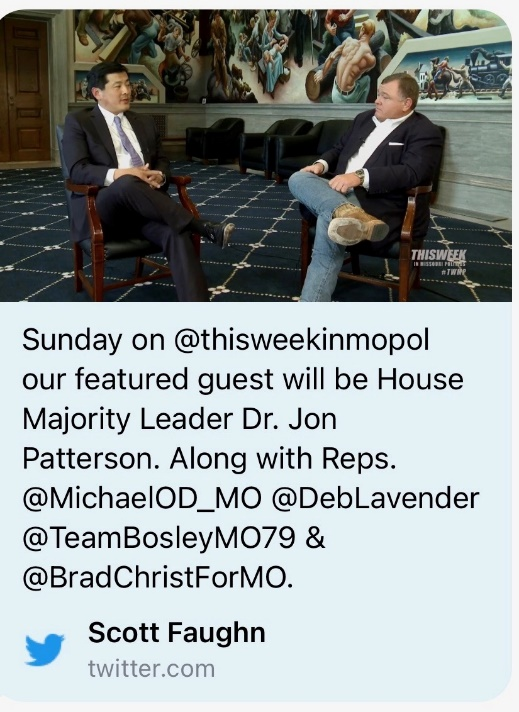 THISWEEK
IN MISSOURI POLITICS
#TWMP
Sunday on @thisweekinmopol
our featured guest will be House
Majority Leader Dr. Jon
Patterson. Along with Reps.
@MichaelOD_MO @DebLavender
@TeamBosleyMO79 &
@BradChristForMO.
Scott Faughn
twitter.com